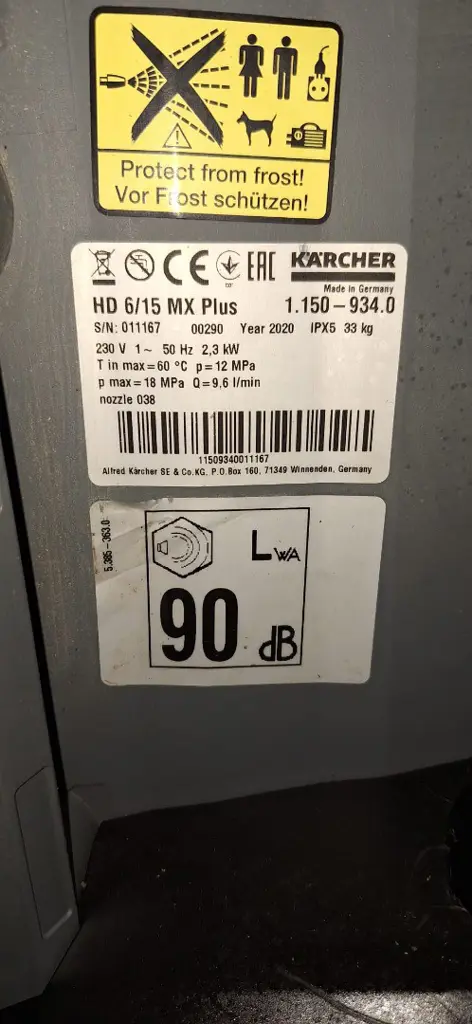 Protect from frost!
Vor Frost schützen!
CE EAC KÄRCHER
Made in Germany
HD 6/15 MX Plus 1.150-934.0
S/N: 011167 00290 Year 2020 IPX5 33 kg
230 V 1~ 50 Hz 2,3 kW
T in max=60 °C p=12 MPa
p max=18 MPa Q=9,6 l/min
nozzle 038
11509340011167
Alfred Kärcher SE & Co.KG, P.O.Box 160, 71349 Winnenden, Germany
5.385-363.0
LWA
90 dB